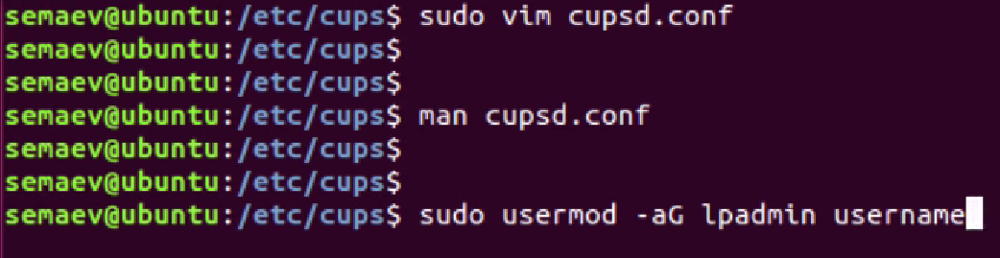 semaev@ubuntu:/etc/cups$ sudo vim cupsd.conf
semaev@ubuntu:/etc/cups$
semaev@ubuntu:/etc/cups$
semaev@ubuntu:/etc/cups$ man cupsd.conf
semaev@ubuntu:/etc/cups$
semaev@ubuntu:/etc/cups$
semaev@ubuntu:/etc/cups$ sudo usermod -aG lpadmin username